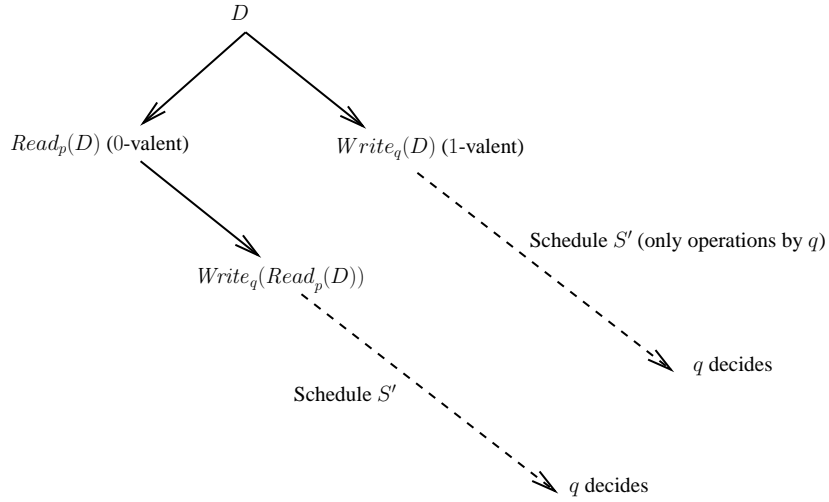 D
Read_p(D) (0-valent)
Write_q(D) (1-valent)
Schedule S′ (only operations by q)
Write_q(Read_p(D))
q decides
Schedule S′
q decides